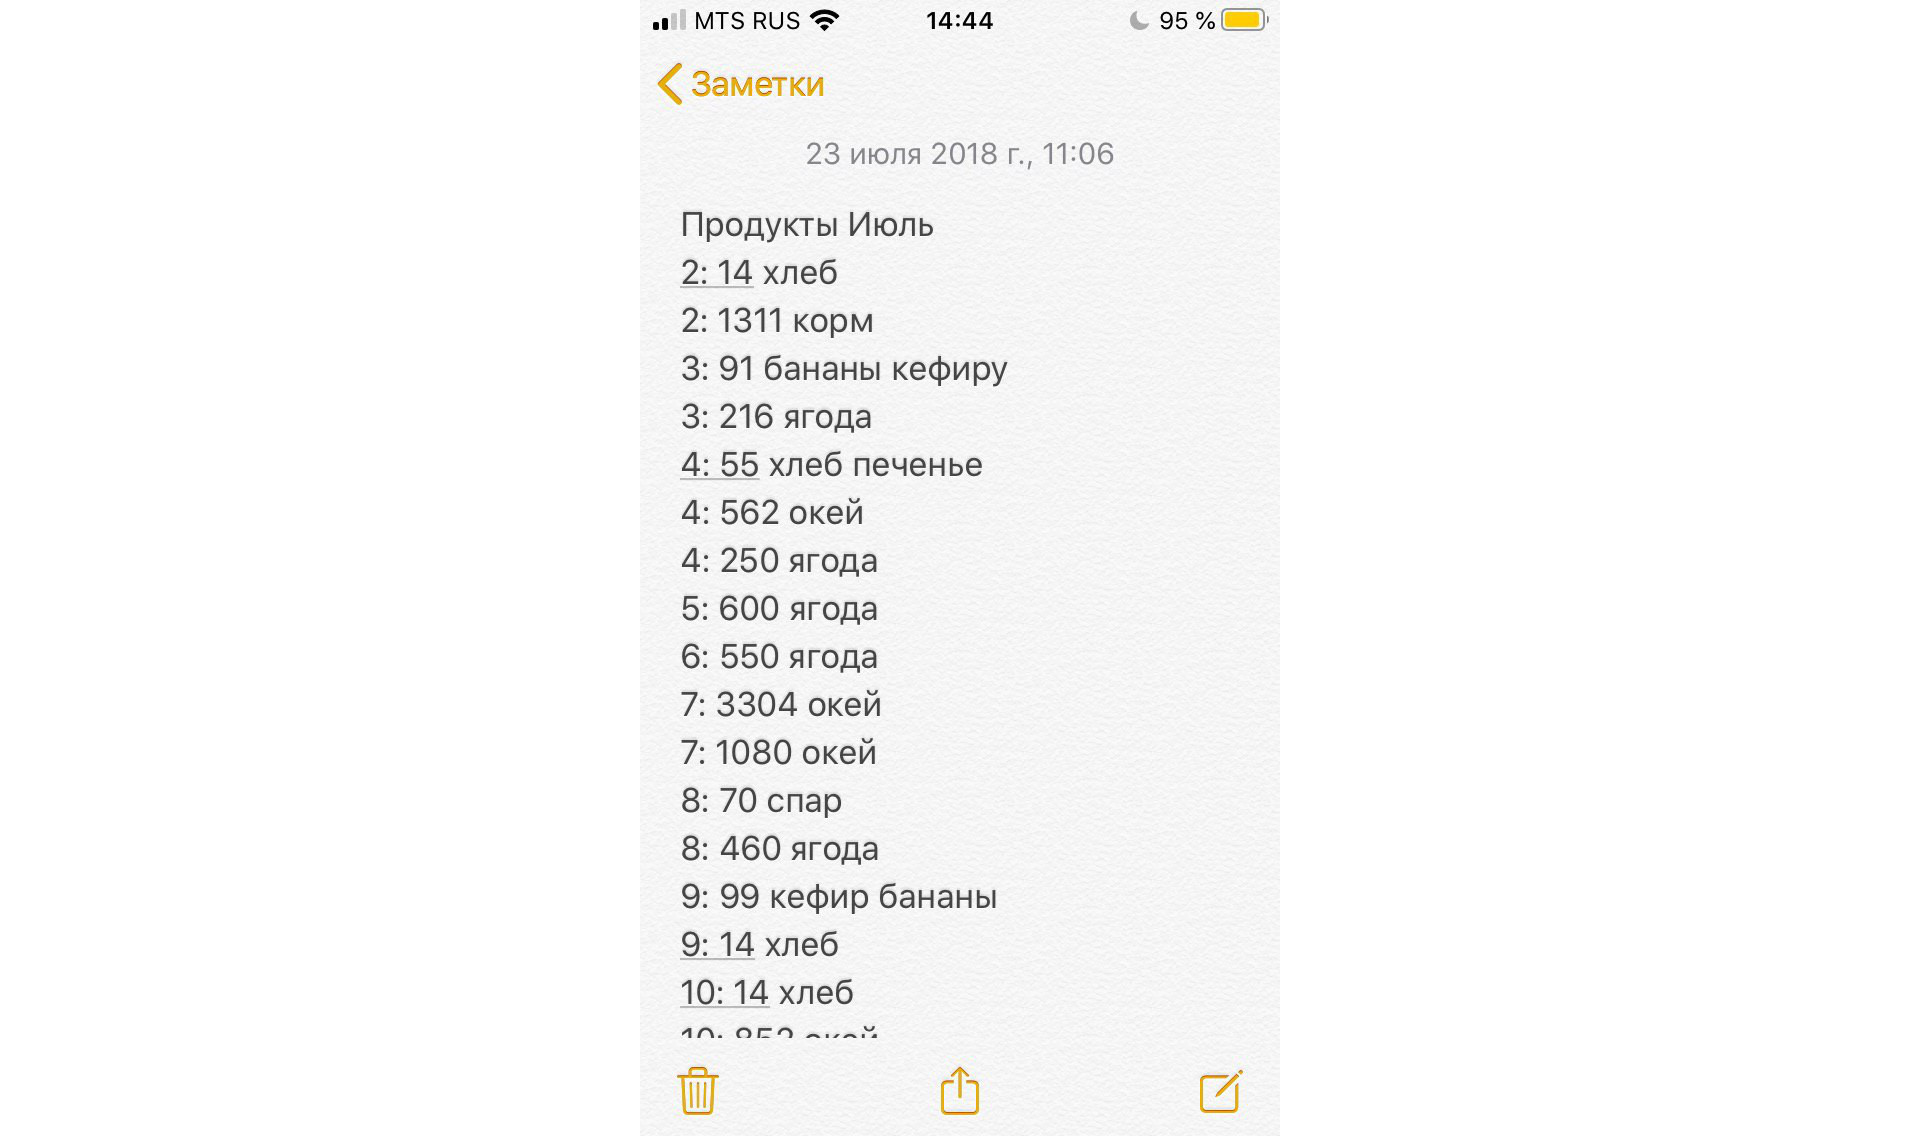 MTS RUS 14:44 95 %
Заметки
23 июля 2018 г., 11:06
Продукты Июль
2: 14 хлеб
2: 1311 корм
3: 91 бананы кефиру
3: 216 ягода
4: 55 хлеб печенье
4: 562 окей
4: 250 ягода
5: 600 ягода
6: 550 ягода
7: 3304 окей
7: 1080 окей
8: 70 спар
8: 460 ягода
9: 99 кефир бананы
9: 14 хлеб
10: 14 хлеб
10: 852 окей